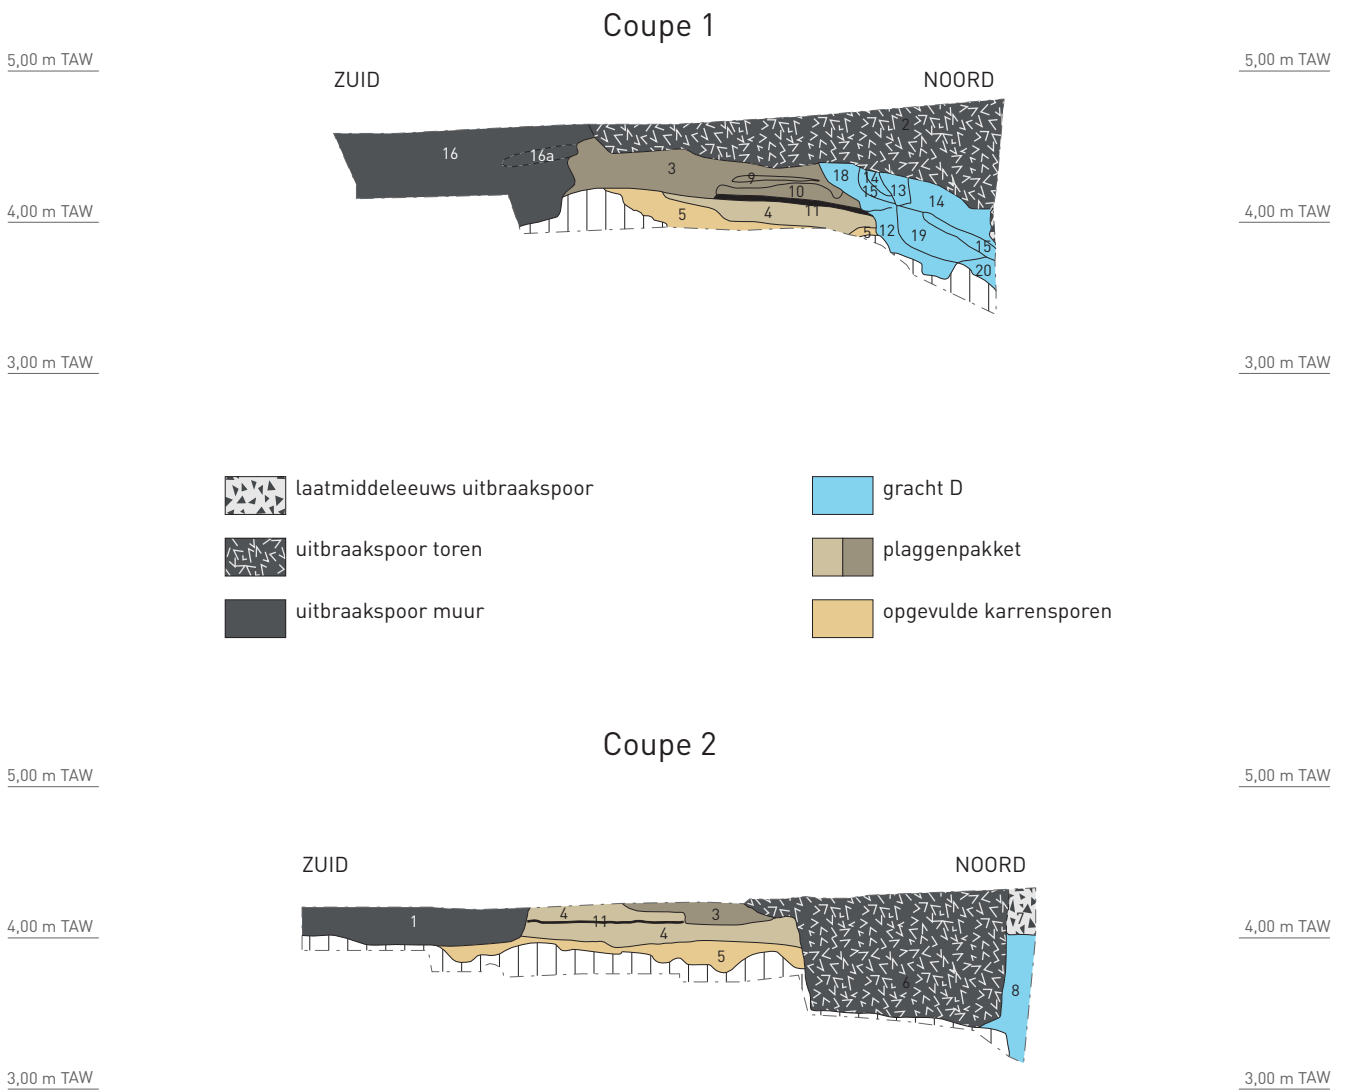 Coupe 1
5,00 m TAW
5,00 m TAW
ZUID
NOORD
2
16
16a
3
9
10
18
14
15
13
14
4,00 m TAW
4,00 m TAW
5
4
11
5
12
19
15
20
3,00 m TAW
3,00 m TAW
laatmiddeleeuws uitbraakspoor
gracht D
uitbraakspoor toren
plaggenpakket
uitbraakspoor muur
opgevulde karrensporen
Coupe 2
5,00 m TAW
5,00 m TAW
ZUID
NOORD
1
4
11
3
7
4,00 m TAW
4,00 m TAW
4
5
6
8
3,00 m TAW
3,00 m TAW